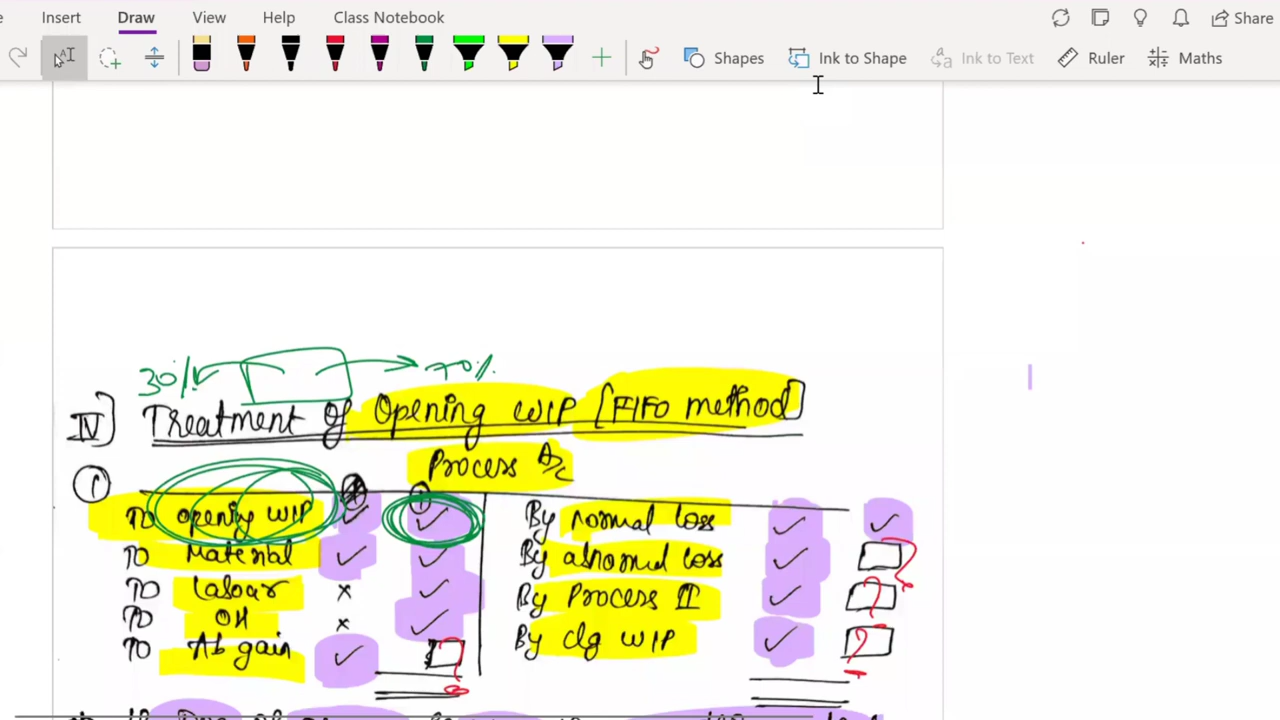 Insert Draw View Help Class Notebook Share
Shapes Ink to Shape Ink to Text Ruler Maths
30% 70%
IV] Treatment of Opening WIP [FIFO method]
Process A/c
①
To opening WIP ✓ ✓ By normal loss ✓ ✓
To Material ✓ ✓ By abnormal loss ✓ ?
To Labour × ✓ By Process II ✓ ?
To OH × ✓ By clg WIP ✓ ?
To Ab gain ✓ ?